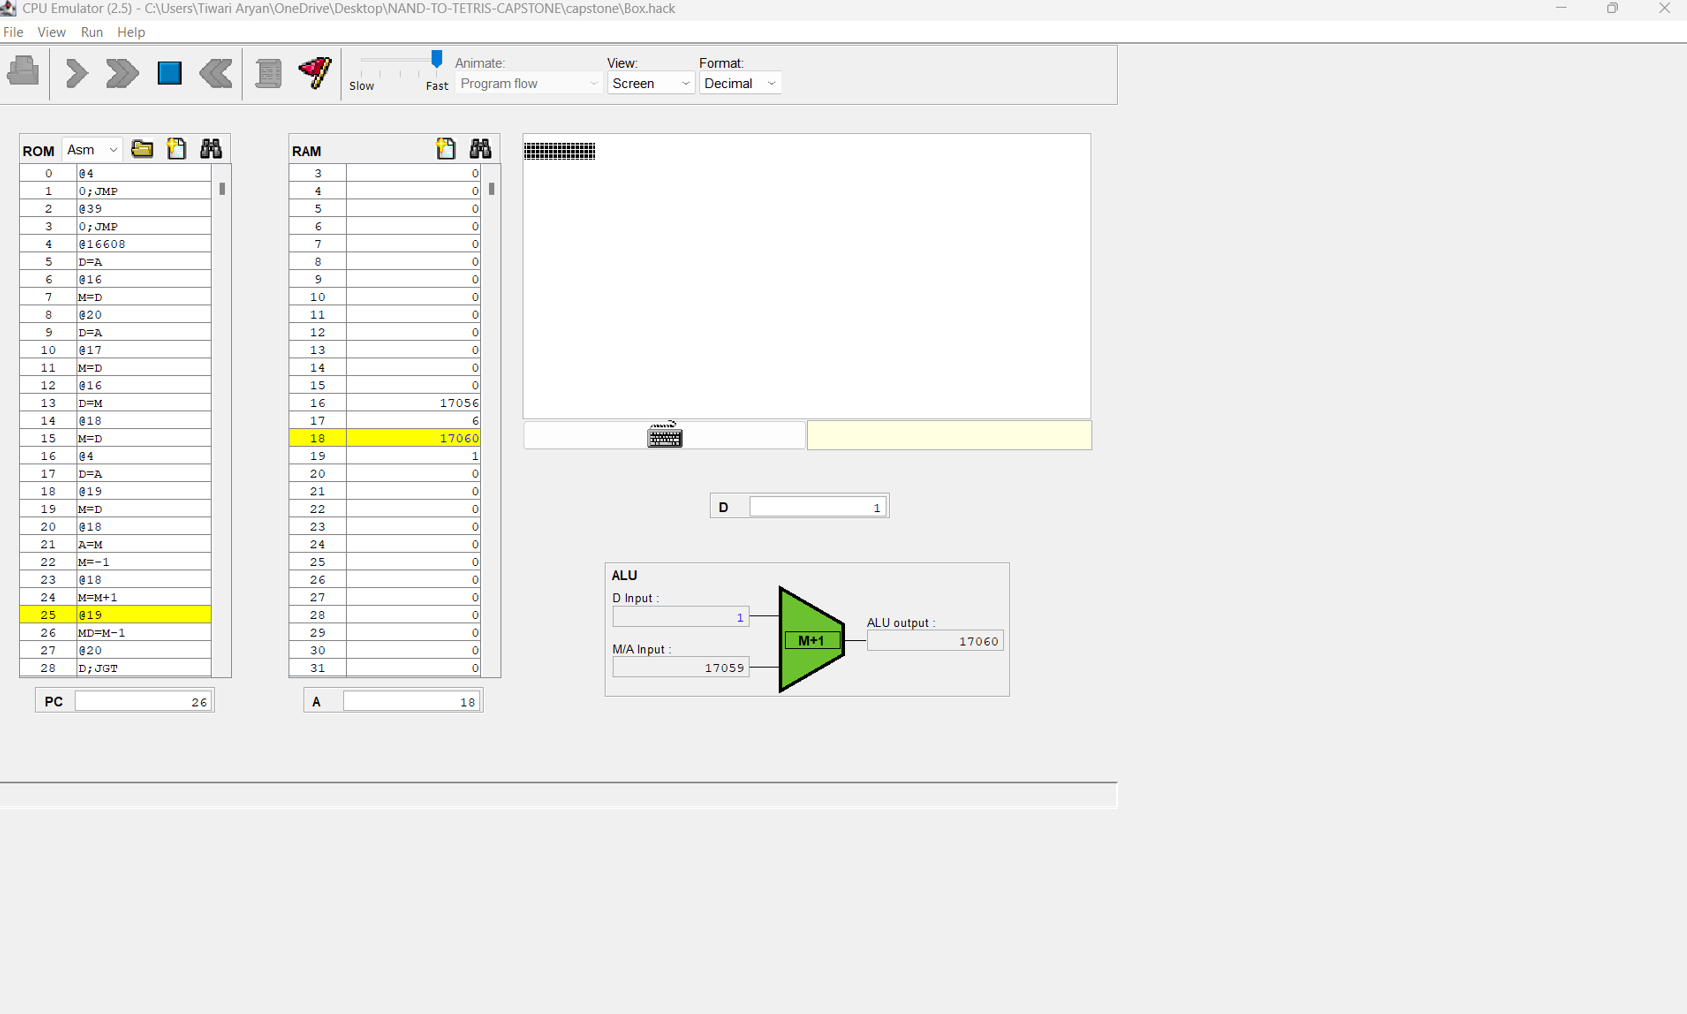 CPU Emulator (2.5) - C:\Users\Tiwari Aryan\OneDrive\Desktop\NAND-TO-TETRIS-CAPSTONE\capstone\Box.hack
File View Run Help
Slow Fast
Animate:
Program flow
View:
Screen
Format:
Decimal
ROM Asm
0 @4
1 0;JMP
2 @39
3 0;JMP
4 @16608
5 D=A
6 @16
7 M=D
8 @20
9 D=A
10 @17
11 M=D
12 @16
13 D=M
14 @18
15 M=D
16 @4
17 D=A
18 @19
19 M=D
20 @18
21 A=M
22 M=-1
23 @18
24 M=M+1
25 @19
26 MD=M-1
27 @20
28 D;JGT
PC 26
RAM
3 0
4 0
5 0
6 0
7 0
8 0
9 0
10 0
11 0
12 0
13 0
14 0
15 0
16 17056
17 6
18 17060
19 1
20 0
21 0
22 0
23 0
24 0
25 0
26 0
27 0
28 0
29 0
30 0
31 0
A 18
D 1
ALU
D Input :
1
M/A Input :
17059
M+1
ALU output :
17060